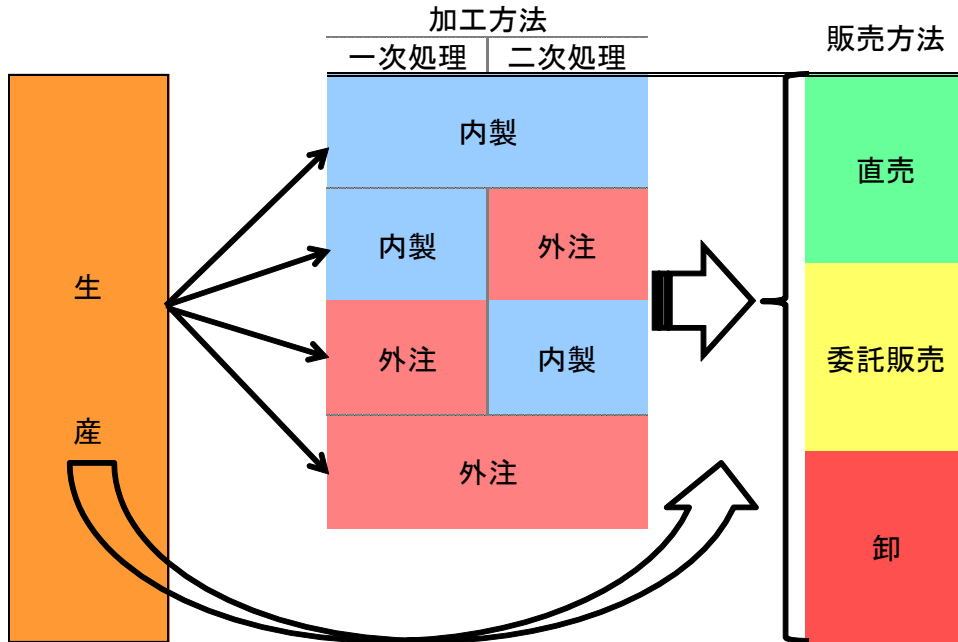 加工方法
一次処理 二次処理
販売方法
生
産
内製
内製 外注
外注 内製
外注
直売
委託販売
卸